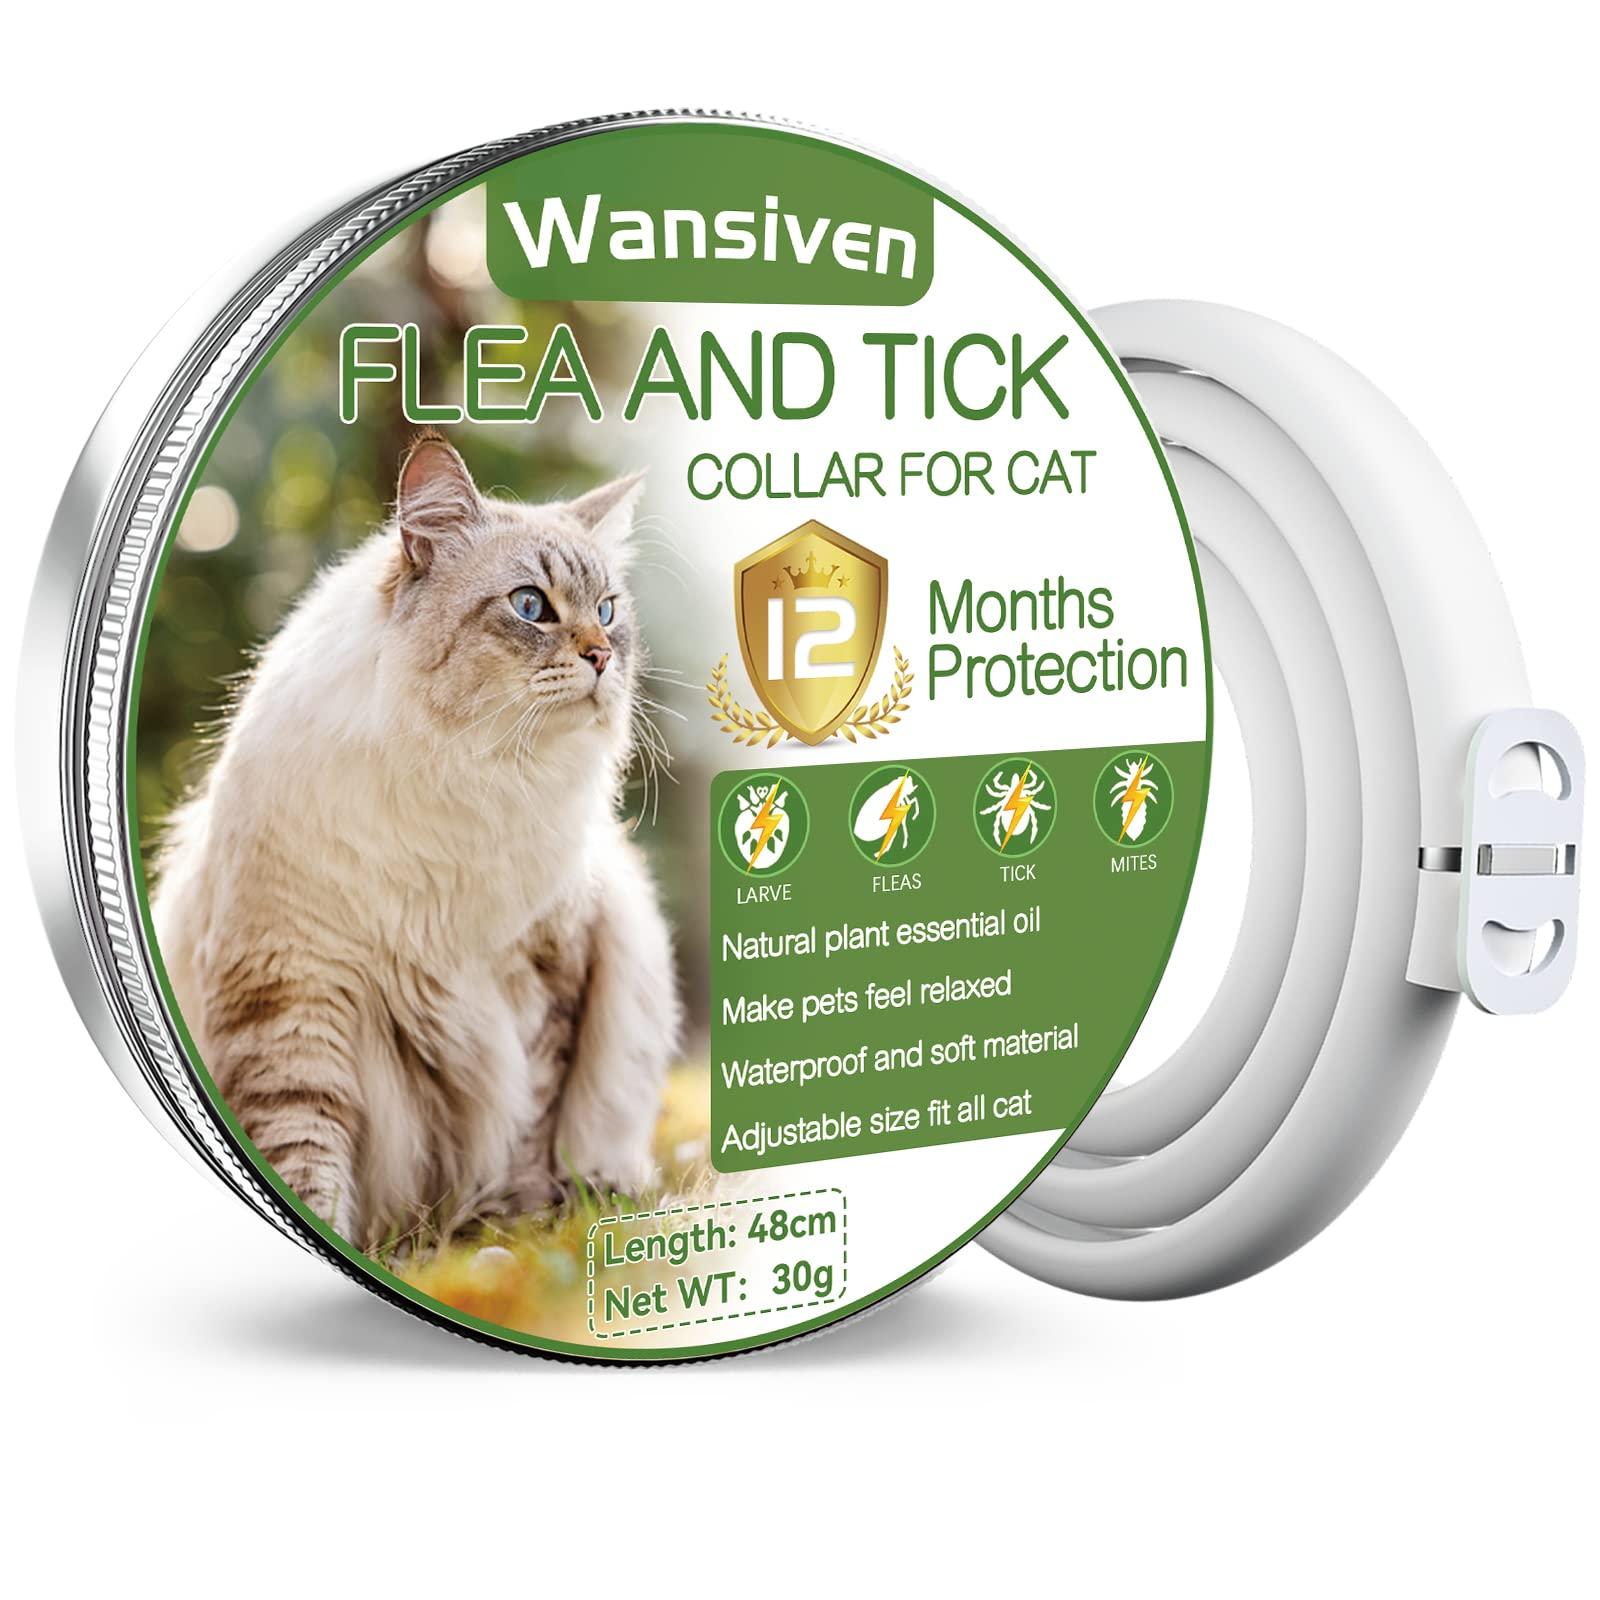 Wansiven
FLEA AND TICK
COLLAR FOR CAT
12
Months
Protection
LARVE
FLEAS
TICK
MITES
Natural plant essential oil
Make pets feel relaxed
Waterproof and soft material
Adjustable size fit all cat
Length: 48cm
Net WT: 30g